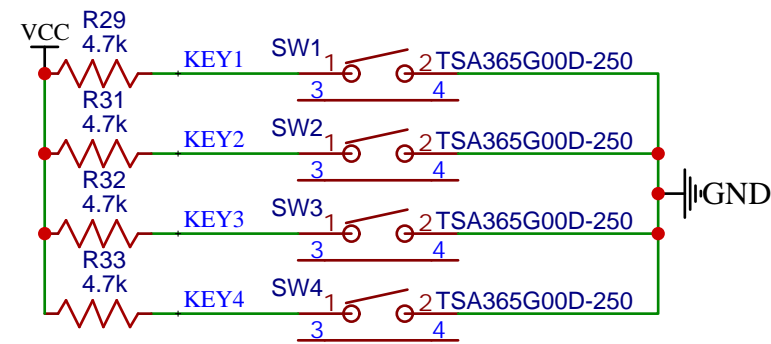 VCC
R29
4.7k
KEY1
SW1
1
2
TSA365G00D-250
3
4
R31
4.7k
KEY2
SW2
1
2
TSA365G00D-250
3
4
R32
4.7k
KEY3
SW3
1
2
TSA365G00D-250
3
4
GND
R33
4.7k
KEY4
SW4
1
2
TSA365G00D-250
3
4